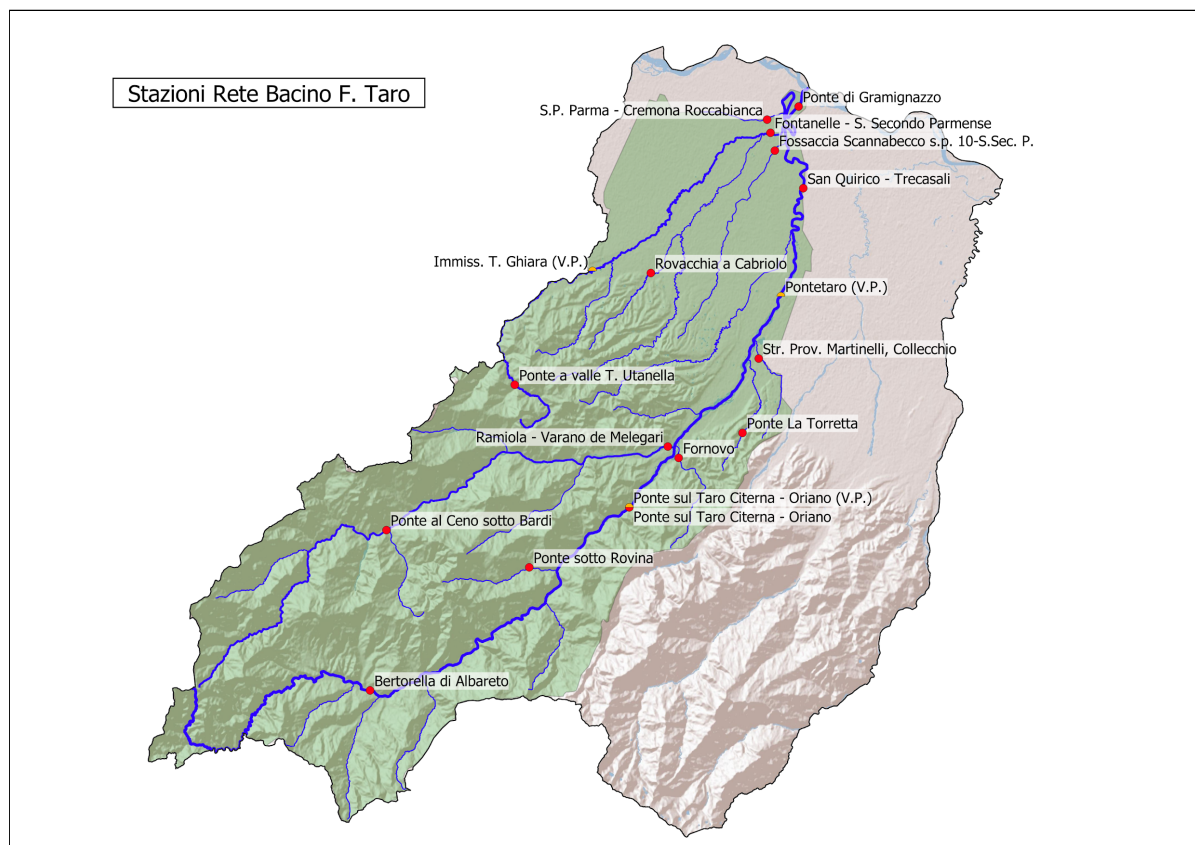 Stazioni Rete Bacino F. Taro
Ponte di Gramignazzo
S.P. Parma - Cremona Roccabianca
Fontanelle - S. Secondo Parmense
Fossaccia Scannabecco s.p. 10-S.Sec. P.
San Quirico - Trecasali
Immiss. T. Ghiara (V.P.)
Rovacchia a Cabriolo
Pontetaro (V.P.)
Str. Prov. Martinelli, Collecchio
Ponte a valle T. Utanella
Ponte La Torretta
Ramiola - Varano de Melegari
Fornovo
Ponte sul Taro Citerna - Oriano (V.P.)
Ponte sul Taro Citerna - Oriano
Ponte al Ceno sotto Bardi
Ponte sotto Rovina
Bertorella di Albareto